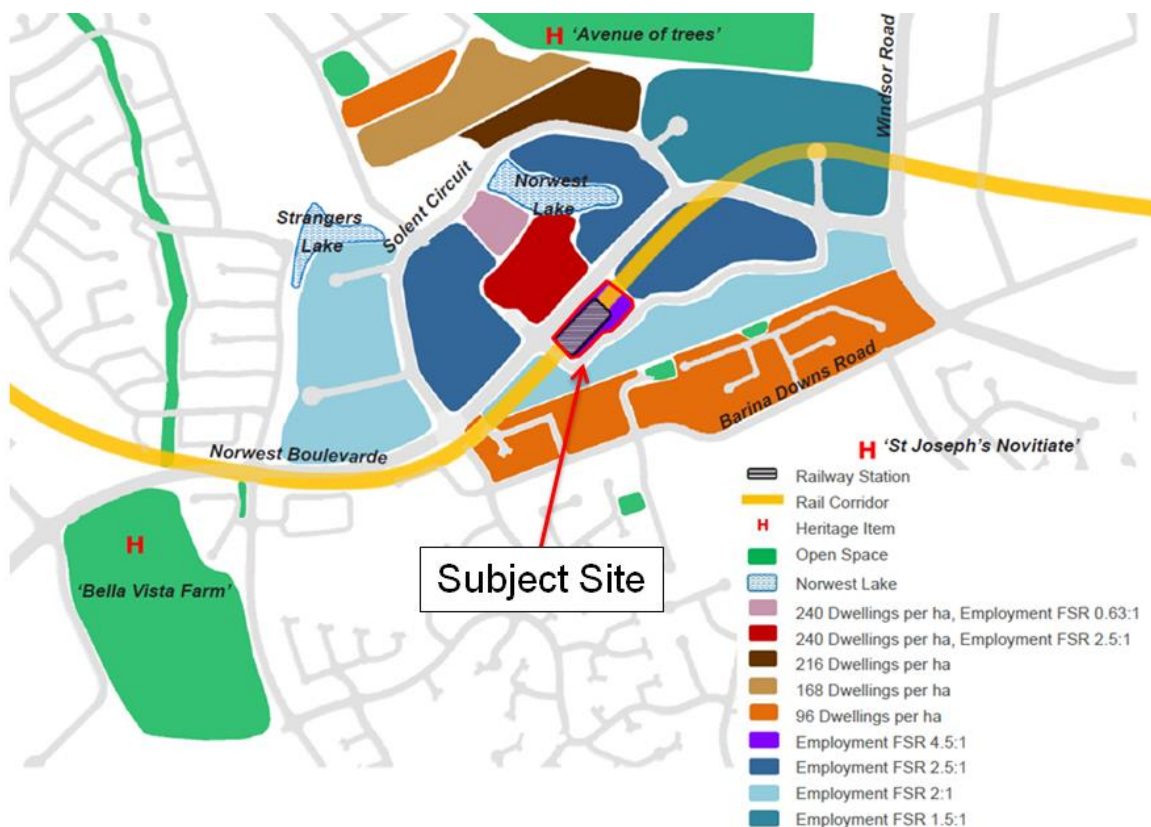 H 'Avenue of trees'
Windsor Road
Solent Circuit
Norwest
Lake
Strangers
Lake
Barina Downs Road
Norwest Boulevarde
H
'Bella Vista Farm'
Subject Site
H 'St Joseph's Novitiate'
Railway Station
Rail Corridor
H Heritage Item
Open Space
Norwest Lake
240 Dwellings per ha, Employment FSR 0.63:1
240 Dwellings per ha, Employment FSR 2.5:1
216 Dwellings per ha
168 Dwellings per ha
96 Dwellings per ha
Employment FSR 4.5:1
Employment FSR 2.5:1
Employment FSR 2:1
Employment FSR 1.5:1